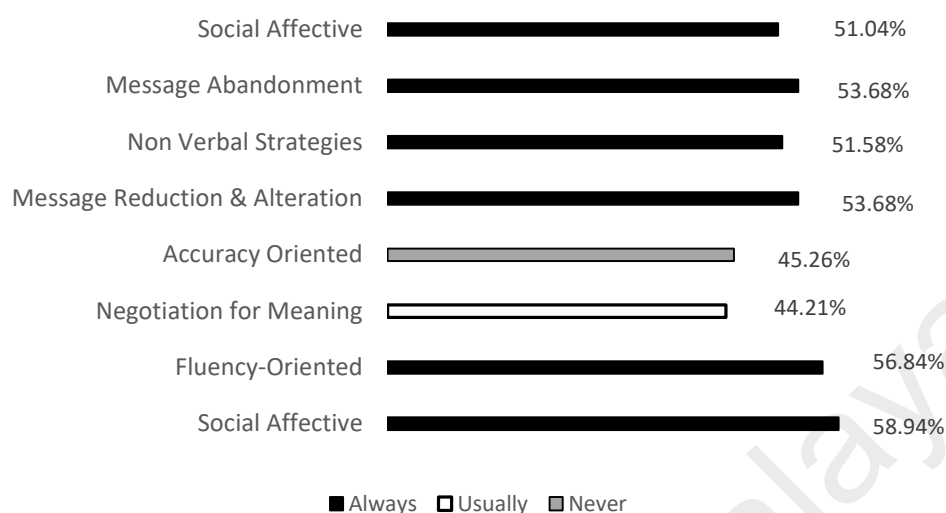 Social Affective 51.04%
Message Abandonment 53.68%
Non Verbal Strategies 51.58%
Message Reduction & Alteration 53.68%
Accuracy Oriented 45.26%
Negotiation for Meaning 44.21%
Fluency-Oriented 56.84%
Social Affective 58.94%
Always Usually Never